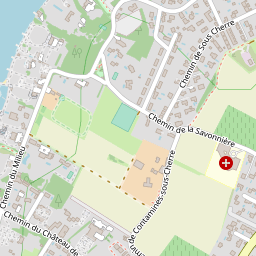 Chemin de Sous Cherre
Chemin de la Savonnière
Chemin du Milieu
de Contamines-sous-Cherre
Chemin du Château de